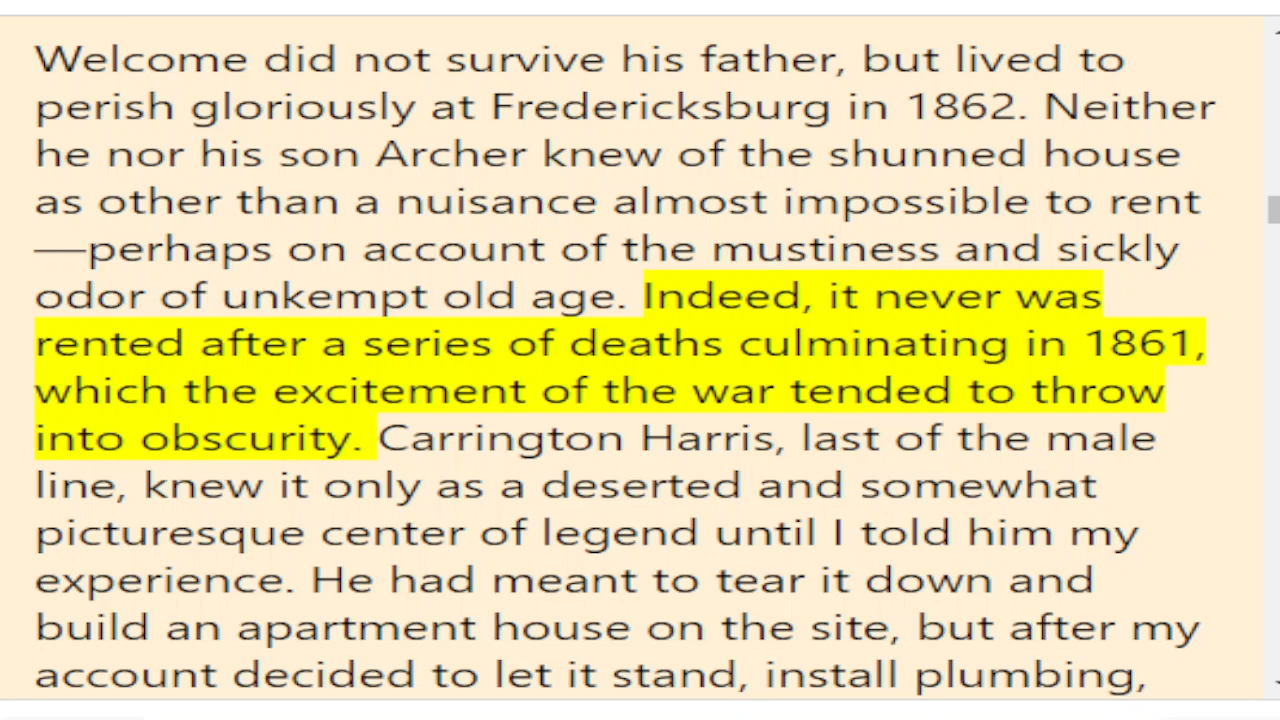 Welcome did not survive his father, but lived to
perish gloriously at Fredericksburg in 1862. Neither
he nor his son Archer knew of the shunned house
as other than a nuisance almost impossible to rent
—perhaps on account of the mustiness and sickly
odor of unkempt old age. Indeed, it never was
rented after a series of deaths culminating in 1861,
which the excitement of the war tended to throw
into obscurity. Carrington Harris, last of the male
line, knew it only as a deserted and somewhat
picturesque center of legend until I told him my
experience. He had meant to tear it down and
build an apartment house on the site, but after my
account decided to let it stand, install plumbing,